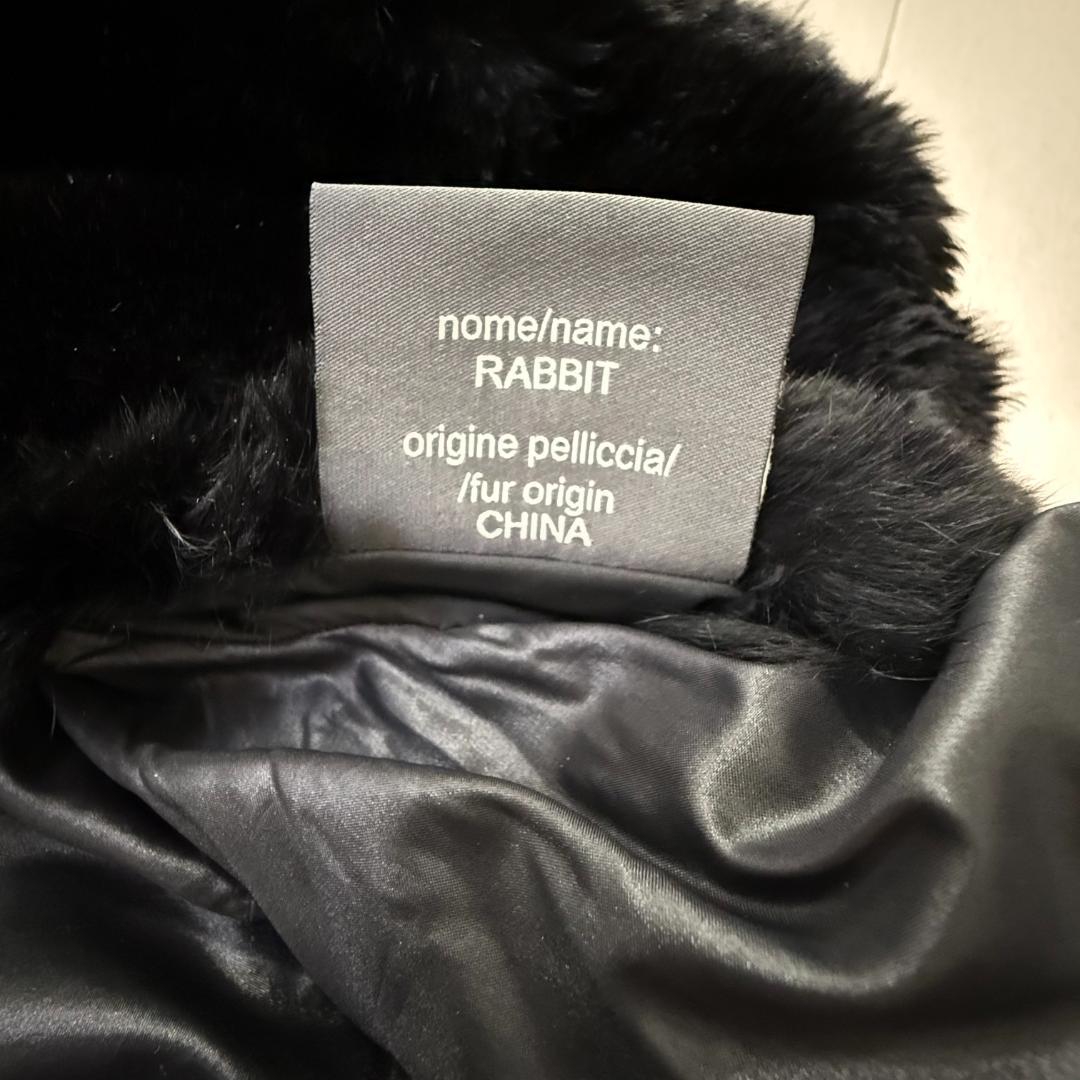 nome/name:
RABBIT
origine pelliccia/
/fur origin
CHINA